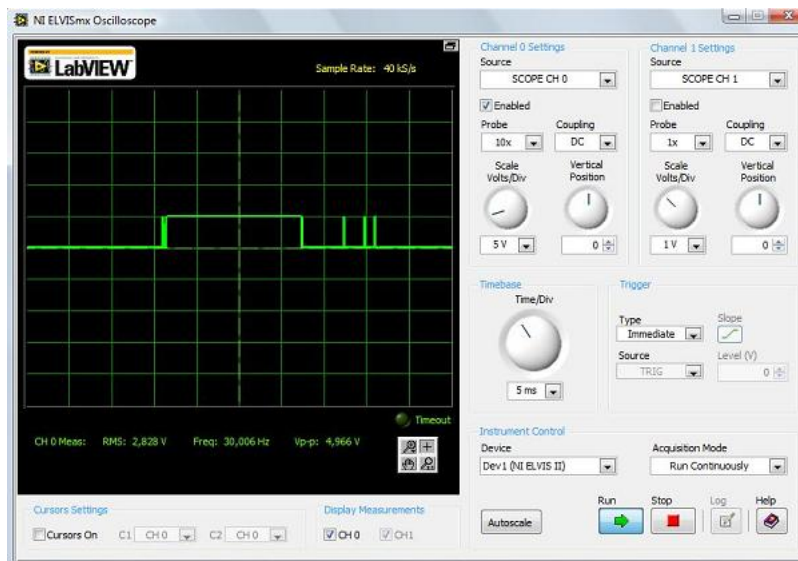 NI ELVISmx Oscilloscope
POWERED BY
LabVIEW
Sample Rate: 40 kS/s
Timeout
CH 0 Meas: RMS: 2,828 V Freq: 30,006 Hz Vp-p: 4,966 V
Cursors Settings
Cursors On C1 CH 0 C2 CH 0
Display Measurements
CH 0 CH1
Channel 0 Settings
Source
SCOPE CH 0
Enabled
Probe Coupling
10x DC
Scale Vertical
Volts/Div Position
5 V 0
Channel 1 Settings
Source
SCOPE CH 1
Enabled
Probe Coupling
1x DC
Scale Vertical
Volts/Div Position
1 V 0
Timebase
Time/Div
5 ms
Trigger
Type Slope
Immediate
Source Level (V)
TRIG 0
Instrument Control
Device Acquisition Mode
Dev1 (NI ELVIS II) Run Continuously
Run Stop Log Help
Autoscale